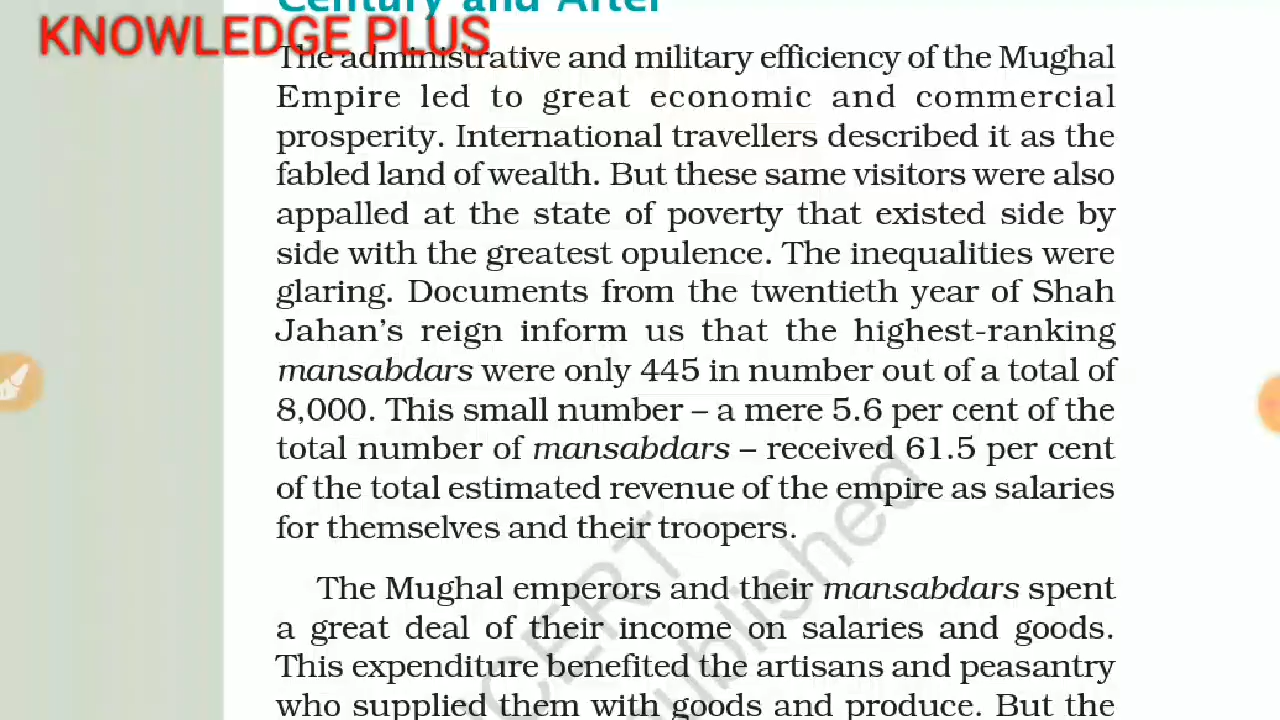 Century and After
KNOWLEDGE PLUS
The administrative and military efficiency of the Mughal
Empire led to great economic and commercial
prosperity. International travellers described it as the
fabled land of wealth. But these same visitors were also
appalled at the state of poverty that existed side by
side with the greatest opulence. The inequalities were
glaring. Documents from the twentieth year of Shah
Jahan’s reign inform us that the highest-ranking
mansabdars were only 445 in number out of a total of
8,000. This small number – a mere 5.6 per cent of the
total number of mansabdars – received 61.5 per cent
of the total estimated revenue of the empire as salaries
for themselves and their troopers.
The Mughal emperors and their mansabdars spent
a great deal of their income on salaries and goods.
This expenditure benefited the artisans and peasantry
who supplied them with goods and produce. But the
NCERT
published